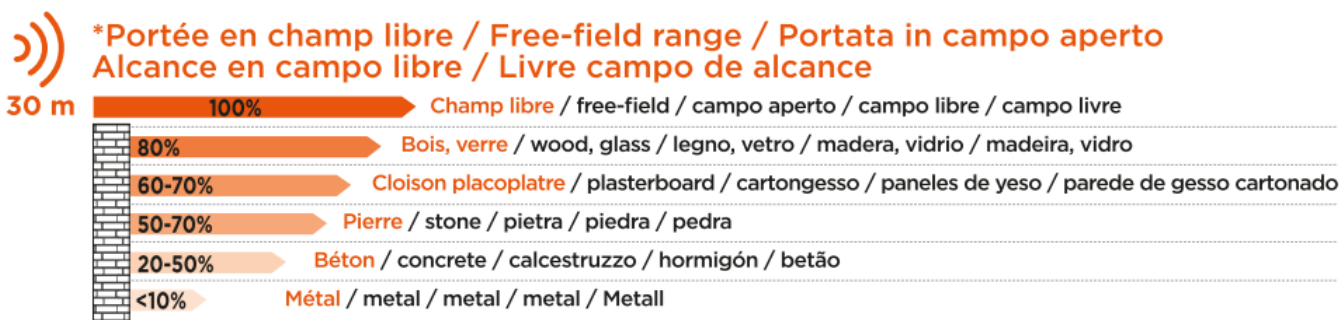 *Portée en champ libre / Free-field range / Portata in campo aperto
Alcance en campo libre / Livre campo de alcance
30 m 100% Champ libre / free-field / campo aperto / campo libre / campo livre
80% Bois, verre / wood, glass / legno, vetro / madera, vidrio / madeira, vidro
60-70% Cloison placoplatre / plasterboard / cartongesso / paneles de yeso / parede de gesso cartonado
50-70% Pierre / stone / pietra / piedra / pedra
20-50% Béton / concrete / calcestruzzo / hormigón / betão
<10% Métal / metal / metal / metal / Metall